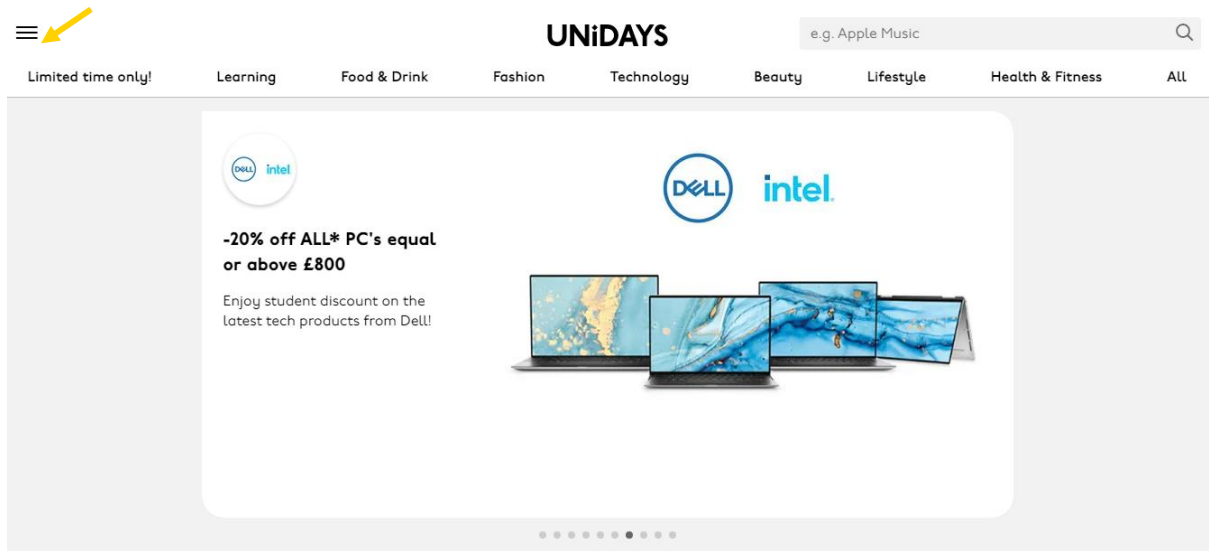 UNiDAYS
e.g. Apple Music
Limited time only! Learning Food & Drink Fashion Technology Beauty Lifestyle Health & Fitness All
DELL intel
-20% off ALL* PC's equal
or above £800
Enjoy student discount on the
latest tech products from Dell!
DELL intel.